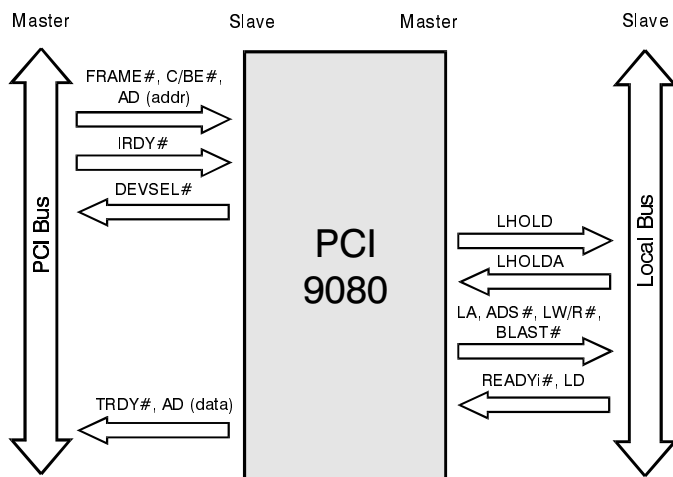 Master
Slave
Master
Slave
FRAME#, C/BE#,
AD (addr)
IRDY#
DEVSEL#
PCI Bus
PCI
9080
LHOLD
LHOLDA
LA, ADS#, LW/R#,
BLAST#
READYi#, LD
Local Bus
TRDY#, AD (data)